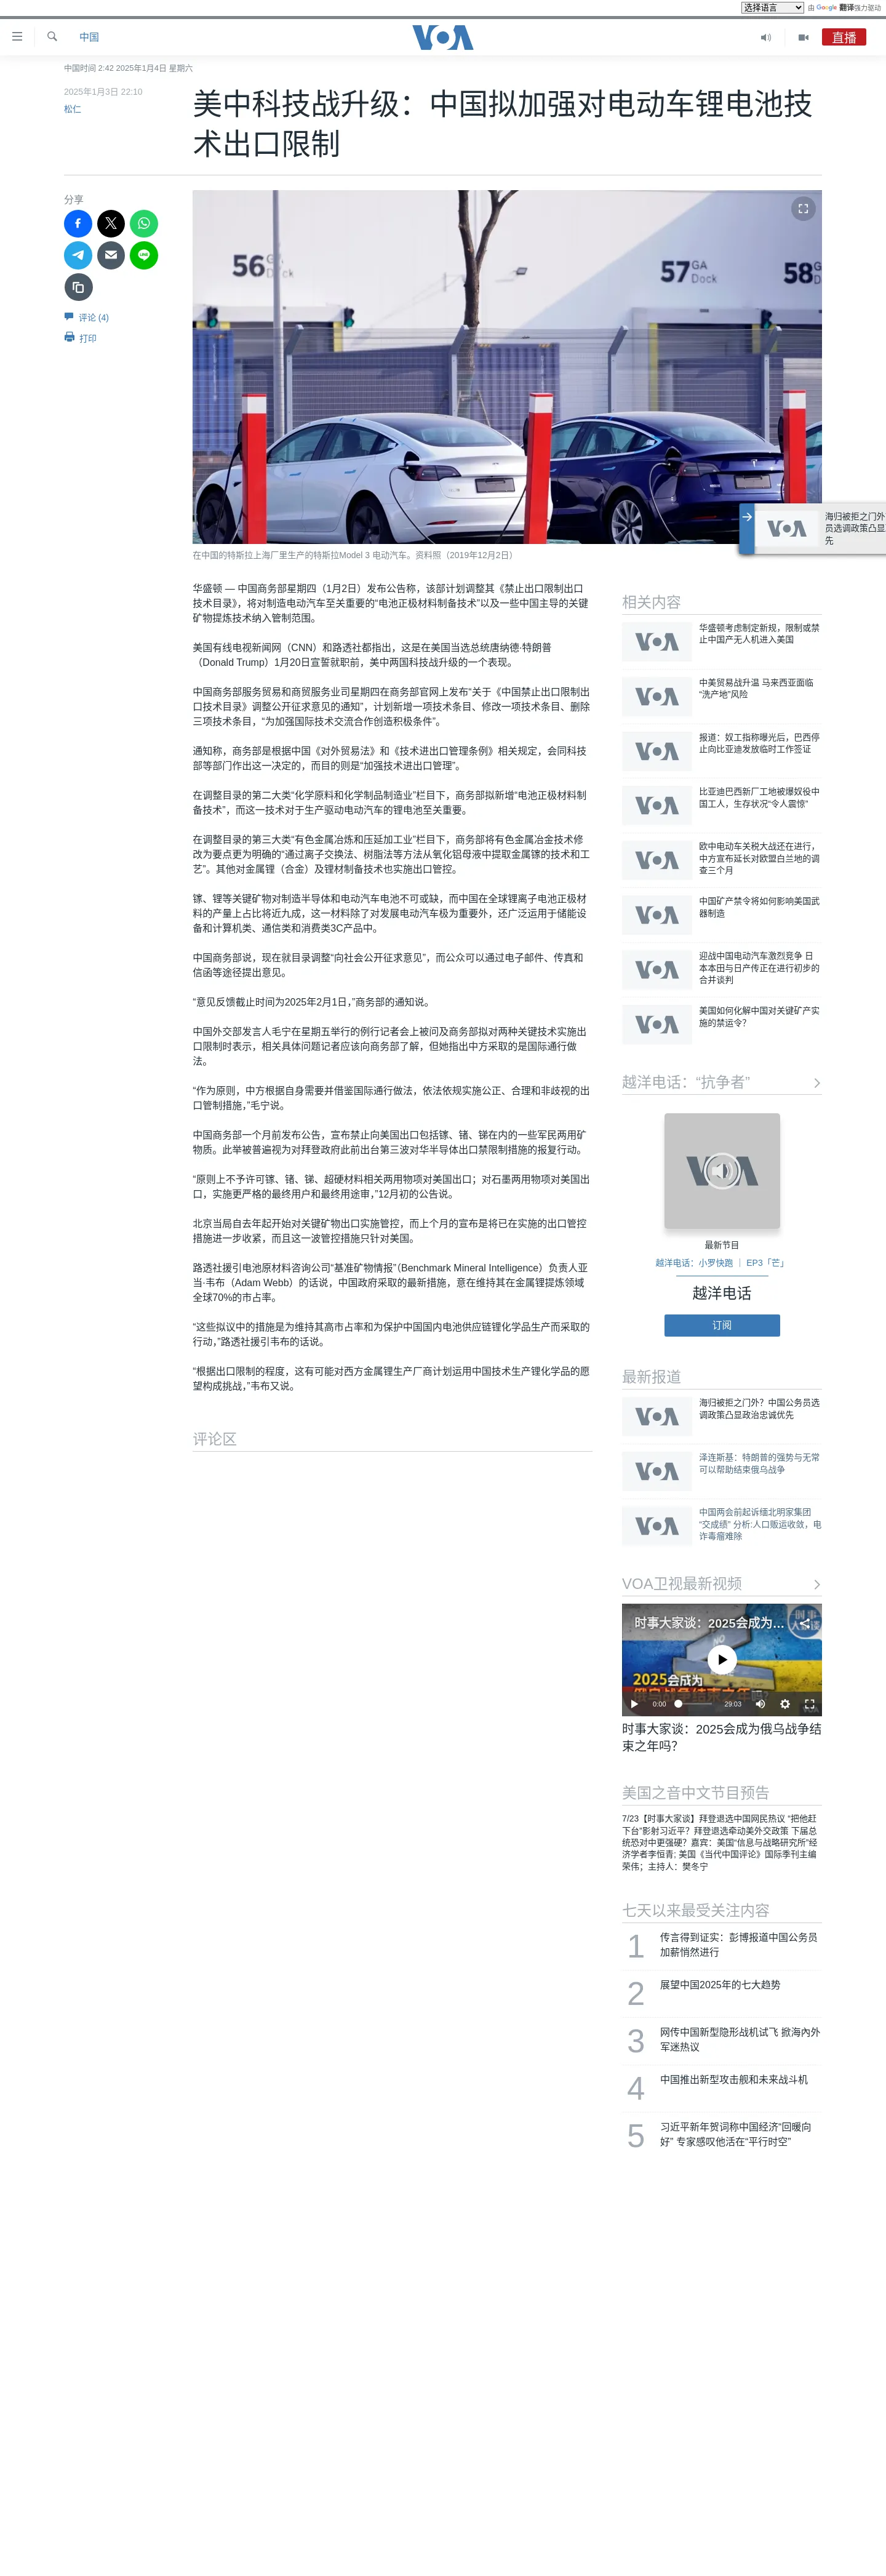 选择语言 由 Google 翻译强力驱动
中国
VOA
直播
中国时间 2:42 2025年1月4日 星期六
2025年1月3日 22:10
松仁
美中科技战升级：中国拟加强对电动车锂电池技
术出口限制
分享
评论 (4)
打印
56 GA Dock
57 GA Dock
58 GA
在中国的特斯拉上海厂里生产的特斯拉Model 3 电动汽车。资料照（2019年12月2日）
海归被拒之门外
员选调政策凸显
先
华盛顿 — 中国商务部星期四（1月2日）发布公告称，该部计划调整其《禁止出口限制出口
技术目录》，将对制造电动汽车至关重要的“电池正极材料制备技术”以及一些中国主导的关键
矿物提炼技术纳入管制范围。
美国有线电视新闻网（CNN）和路透社都指出，这是在美国当选总统唐纳德·特朗普
（Donald Trump）1月20日宣誓就职前，美中两国科技战升级的一个表现。
中国商务部服务贸易和商贸服务业司星期四在商务部官网上发布“关于《中国禁止出口限制出
口技术目录》调整公开征求意见的通知”，计划新增一项技术条目、修改一项技术条目、删除
三项技术条目，“为加强国际技术交流合作创造积极条件”。
通知称，商务部是根据中国《对外贸易法》和《技术进出口管理条例》相关规定，会同科技
部等部门作出这一决定的，而目的则是“加强技术进出口管理”。
在调整目录的第二大类“化学原料和化学制品制造业”栏目下，商务部拟新增“电池正极材料制
备技术”，而这一技术对于生产驱动电动汽车的锂电池至关重要。
在调整目录的第三大类“有色金属冶炼和压延加工业”栏目下，商务部将有色金属冶金技术修
改为要点更为明确的“通过离子交换法、树脂法等方法从氧化铝母液中提取金属镓的技术和工
艺”。其他对金属锂（合金）及锂材制备技术也实施出口管控。
镓、锂等关键矿物对制造半导体和电动汽车电池不可或缺，而中国在全球锂离子电池正极材
料的产量上占比将近九成，这一材料除了对发展电动汽车极为重要外，还广泛运用于储能设
备和计算机类、通信类和消费类3C产品中。
中国商务部说，现在就目录调整“向社会公开征求意见”，而公众可以通过电子邮件、传真和
信函等途径提出意见。
“意见反馈截止时间为2025年2月1日，”商务部的通知说。
中国外交部发言人毛宁在星期五举行的例行记者会上被问及商务部拟对两种关键技术实施出
口限制时表示，相关具体问题记者应该向商务部了解，但她指出中方采取的是国际通行做
法。
“作为原则，中方根据自身需要并借鉴国际通行做法，依法依规实施公正、合理和非歧视的出
口管制措施，”毛宁说。
中国商务部一个月前发布公告，宣布禁止向美国出口包括镓、锗、锑在内的一些军民两用矿
物质。此举被普遍视为对拜登政府此前出台第三波对华半导体出口禁限制措施的报复行动。
“原则上不予许可镓、锗、锑、超硬材料相关两用物项对美国出口；对石墨两用物项对美国出
口，实施更严格的最终用户和最终用途审，”12月初的公告说。
北京当局自去年起开始对关键矿物出口实施管控，而上个月的宣布是将已在实施的出口管控
措施进一步收紧，而且这一波管控措施只针对美国。
路透社援引电池原材料咨询公司“基准矿物情报”（Benchmark Mineral Intelligence）负责人亚
当·韦布（Adam Webb）的话说，中国政府采取的最新措施，意在维持其在金属锂提炼领域
全球70%的市占率。
“这些拟议中的措施是为维持其高市占率和为保护中国国内电池供应链锂化学品生产而采取的
行动，”路透社援引韦布的话说。
“根据出口限制的程度，这有可能对西方金属锂生产厂商计划运用中国技术生产锂化学品的愿
望构成挑战，”韦布又说。
评论区
相关内容
华盛顿考虑制定新规，限制或禁
止中国产无人机进入美国
中美贸易战升温 马来西亚面临
“洗产地”风险
报道：奴工指称曝光后，巴西停
止向比亚迪发放临时工作签证
比亚迪巴西新厂工地被爆奴役中
国工人，生存状况“令人震惊”
欧中电动车关税大战还在进行，
中方宣布延长对欧盟白兰地的调
查三个月
中国矿产禁令将如何影响美国武
器制造
迎战中国电动汽车激烈竞争 日
本本田与日产传正在进行初步的
合并谈判
美国如何化解中国对关键矿产实
施的禁运令？
越洋电话：“抗争者”
最新节目
越洋电话：小罗快跑 ｜ EP3「芒」
越洋电话
订阅
最新报道
海归被拒之门外？中国公务员选
调政策凸显政治忠诚优先
泽连斯基：特朗普的强势与无常
可以帮助结束俄乌战争
中国两会前起诉缅北明家集团
“交成绩” 分析:人口贩运收敛，电
诈毒瘤难除
VOA卫视最新视频
时事大家谈：2025会成为…
时事大家谈
2025会成为
俄乌战争结束之年吗？
0:00 29:03
时事大家谈：2025会成为俄乌战争结
束之年吗？
美国之音中文节目预告
7/23【时事大家谈】拜登退选中国网民热议 “把他赶
下台”影射习近平？拜登退选牵动美外交政策 下届总
统恐对中更强硬？嘉宾：美国“信息与战略研究所”经
济学者李恒青; 美国《当代中国评论》国际季刊主编
荣伟；主持人：樊冬宁
七天以来最受关注内容
1 传言得到证实：彭博报道中国公务员
加薪悄然进行
2 展望中国2025年的七大趋势
3 网传中国新型隐形战机试飞 掀海內外
军迷热议
4 中国推出新型攻击舰和未来战斗机
5 习近平新年贺词称中国经济“回暖向
好” 专家感叹他活在“平行时空”